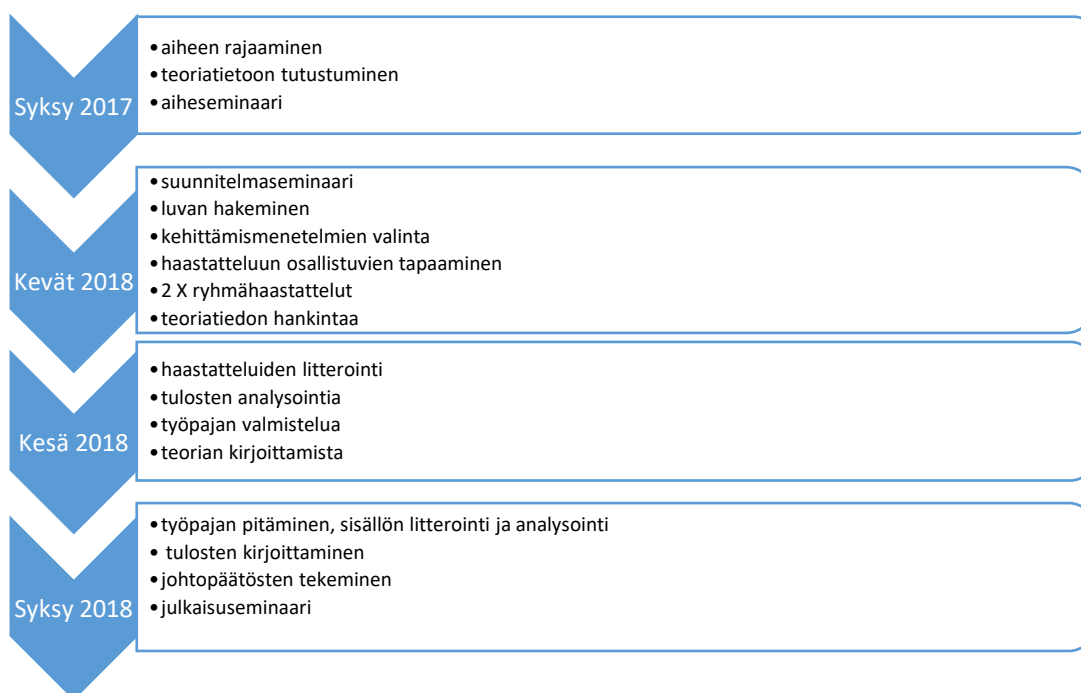 Syksy 2017
•aiheen rajaaminen
•teoriatietoon tutustuminen
•aiheseminaari
Kevät 2018
•suunnitelmaseminaari
•luvan hakeminen
•kehittämismenetelmien valinta
•haastatteluun osallistuvien tapaaminen
•2 X ryhmähaastattelut
•teoriatiedon hankintaa
Kesä 2018
•haastatteluiden litterointi
•tulosten analysointia
•työpajan valmistelua
•teorian kirjoittamista
Syksy 2018
•työpajan pitäminen, sisällön litterointi ja analysointi
• tulosten kirjoittaminen
•johtopäätösten tekeminen
•julkaisuseminaari